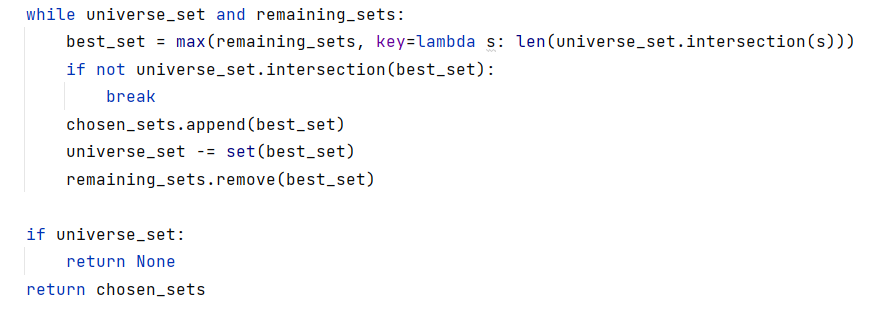 while universe_set and remaining_sets:
    best_set = max(remaining_sets, key=lambda s: len(universe_set.intersection(s)))
    if not universe_set.intersection(best_set):
        break
    chosen_sets.append(best_set)
    universe_set -= set(best_set)
    remaining_sets.remove(best_set)

if universe_set:
    return None
return chosen_sets